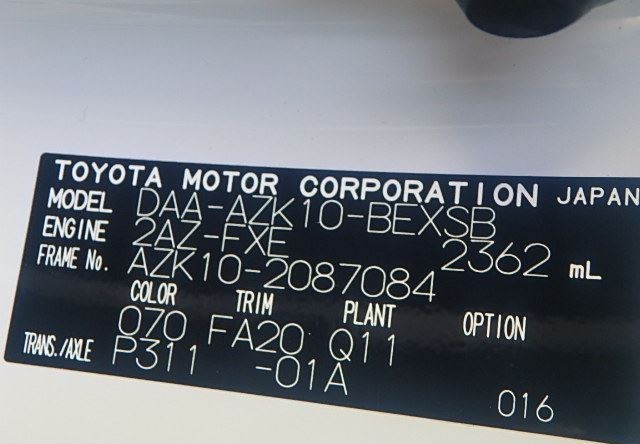 TOYOTA MOTOR CORPORATION JAPAN
MODEL DAA-AZK10-BEXSB
ENGINE 2AZ-FXE 2362 mL
FRAME No. AZK10-2087084
COLOR TRIM PLANT OPTION
070 FA20 Q11
TRANS./AXLE P311 -01A
016